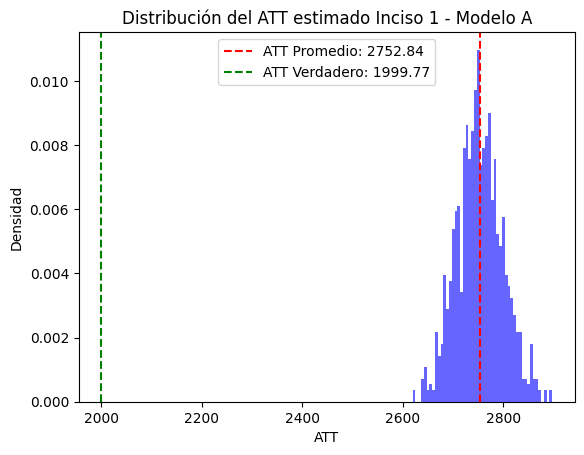 Distribución del ATT estimado Inciso 1 - Modelo A
ATT Promedio: 2752.84
ATT Verdadero: 1999.77
0.010
0.008
0.006
0.004
0.002
0.000
Densidad
2000
2200
2400
2600
2800
ATT